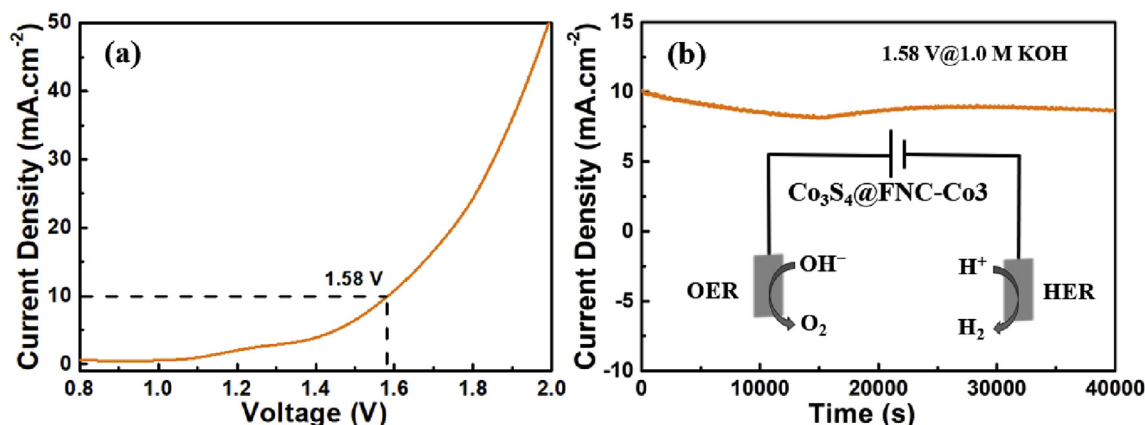 (a)
Current Density (mA.cm⁻²)
50
40
30
20
10
0
1.58 V
0.8 1.0 1.2 1.4 1.6 1.8 2.0
Voltage (V)
(b)
1.58 V@1.0 M KOH
Current Density (mA.cm⁻²)
15
10
5
0
-5
-10
Co₃S₄@FNC-Co3
OER
OH⁻
O₂
H⁺
H₂
HER
0 10000 20000 30000 40000
Time (s)